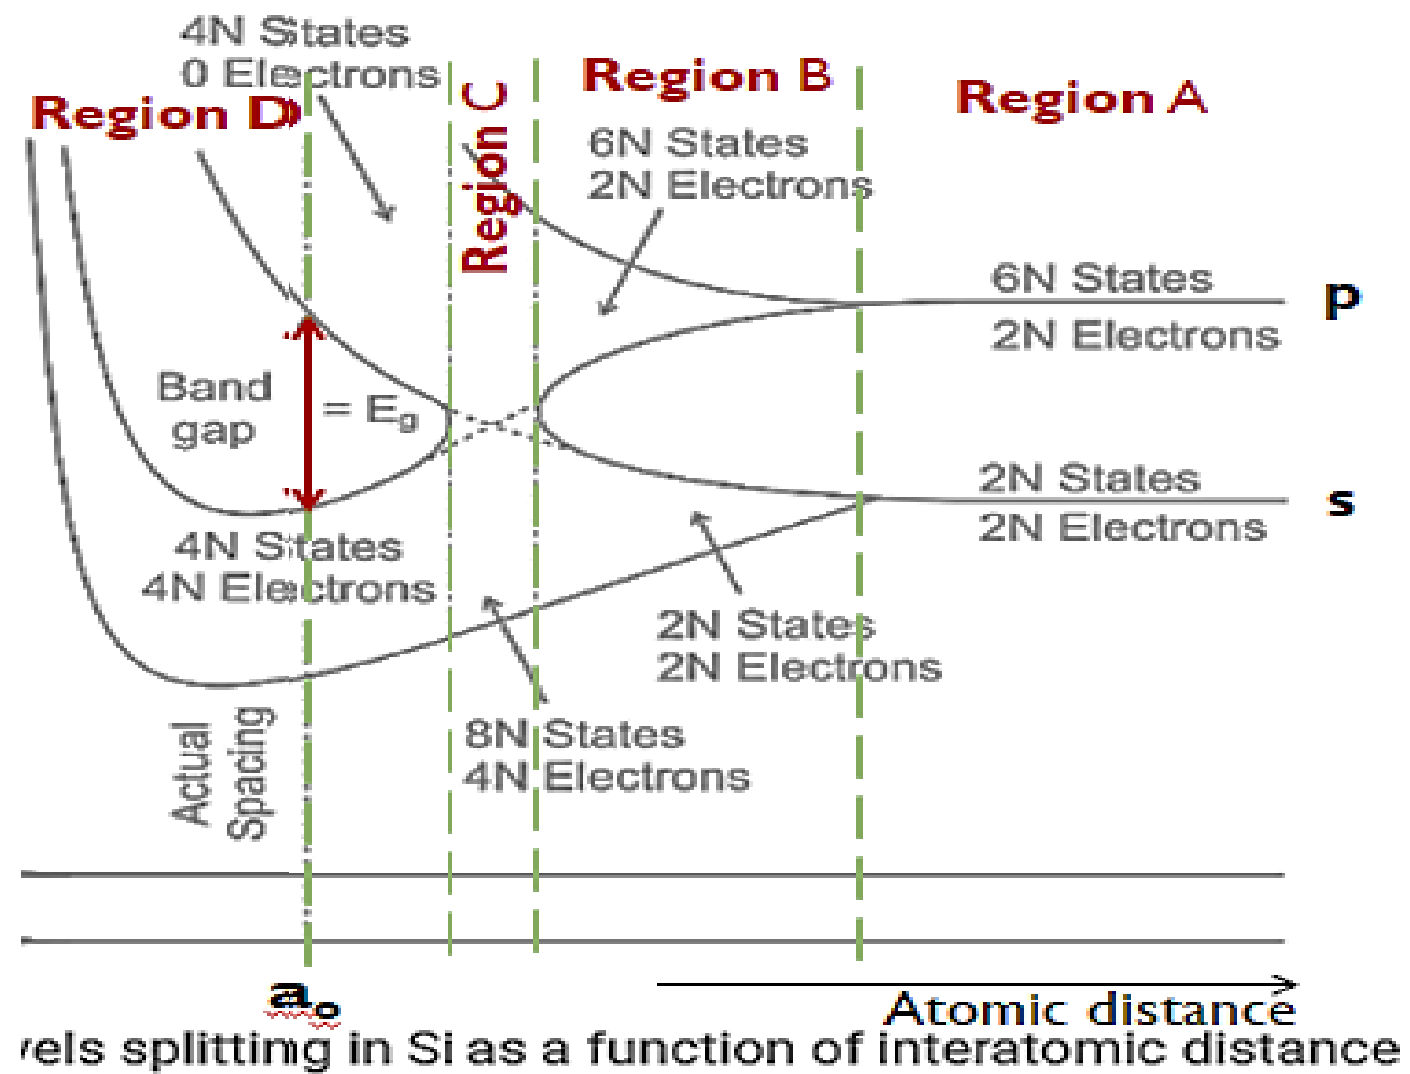 4N States
0 Electrons
Region D
Region C
Region B
Region A
6N States
2N Electrons
6N States
2N Electrons
p
Band
gap
= Eg
2N States
2N Electrons
s
4N States
4N Electrons
2N States
2N Electrons
8N States
4N Electrons
Actual
Spacing
ao
Atomic distance
splitting in Si as a function of interatomic distance